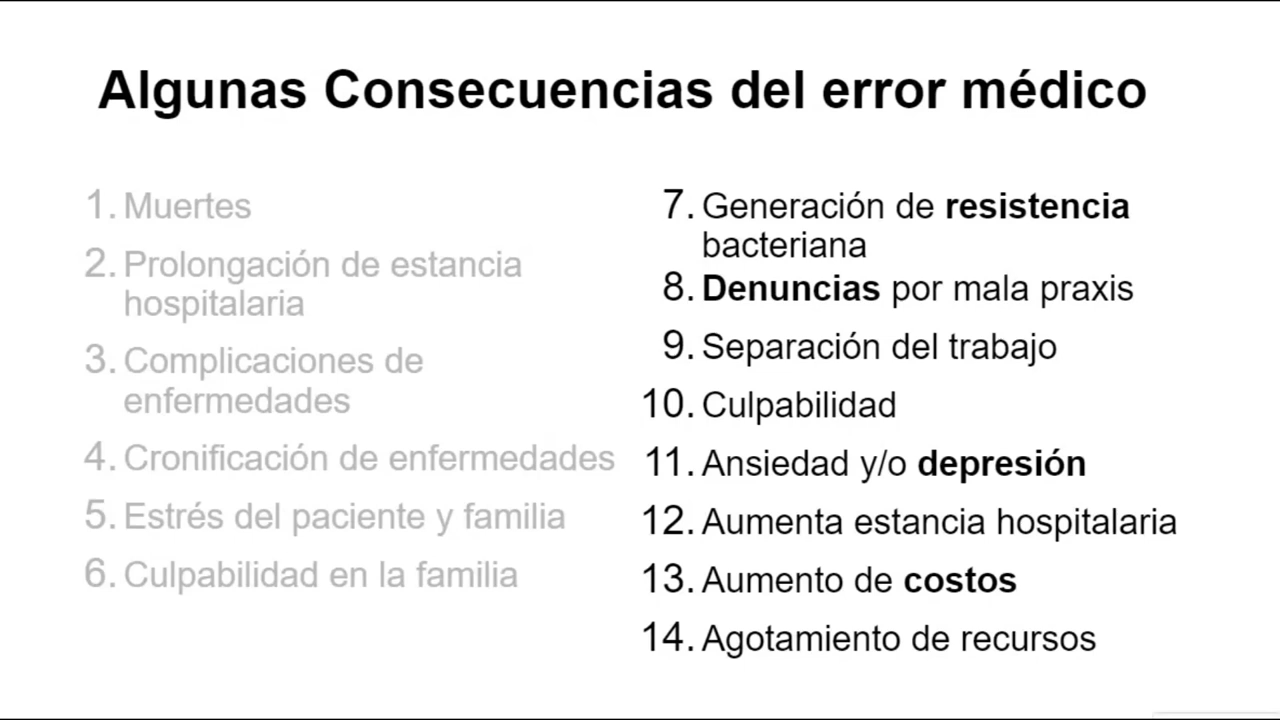 Algunas Consecuencias del error médico
1. Muertes
2. Prolongación de estancia
hospitalaria
3. Complicaciones de
enfermedades
4. Cronificación de enfermedades
5. Estrés del paciente y familia
6. Culpabilidad en la familia
7. Generación de resistencia
bacteriana
8. Denuncias por mala praxis
9. Separación del trabajo
10. Culpabilidad
11. Ansiedad y/o depresión
12. Aumenta estancia hospitalaria
13. Aumento de costos
14. Agotamiento de recursos